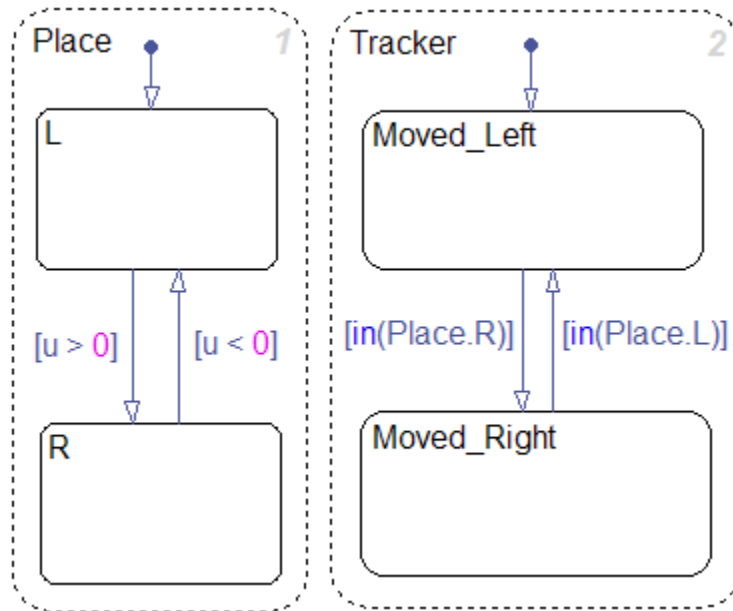 Place 1
L
[u > 0] [u < 0]
R
Tracker 2
Moved_Left
[in(Place.R)] [in(Place.L)]
Moved_Right